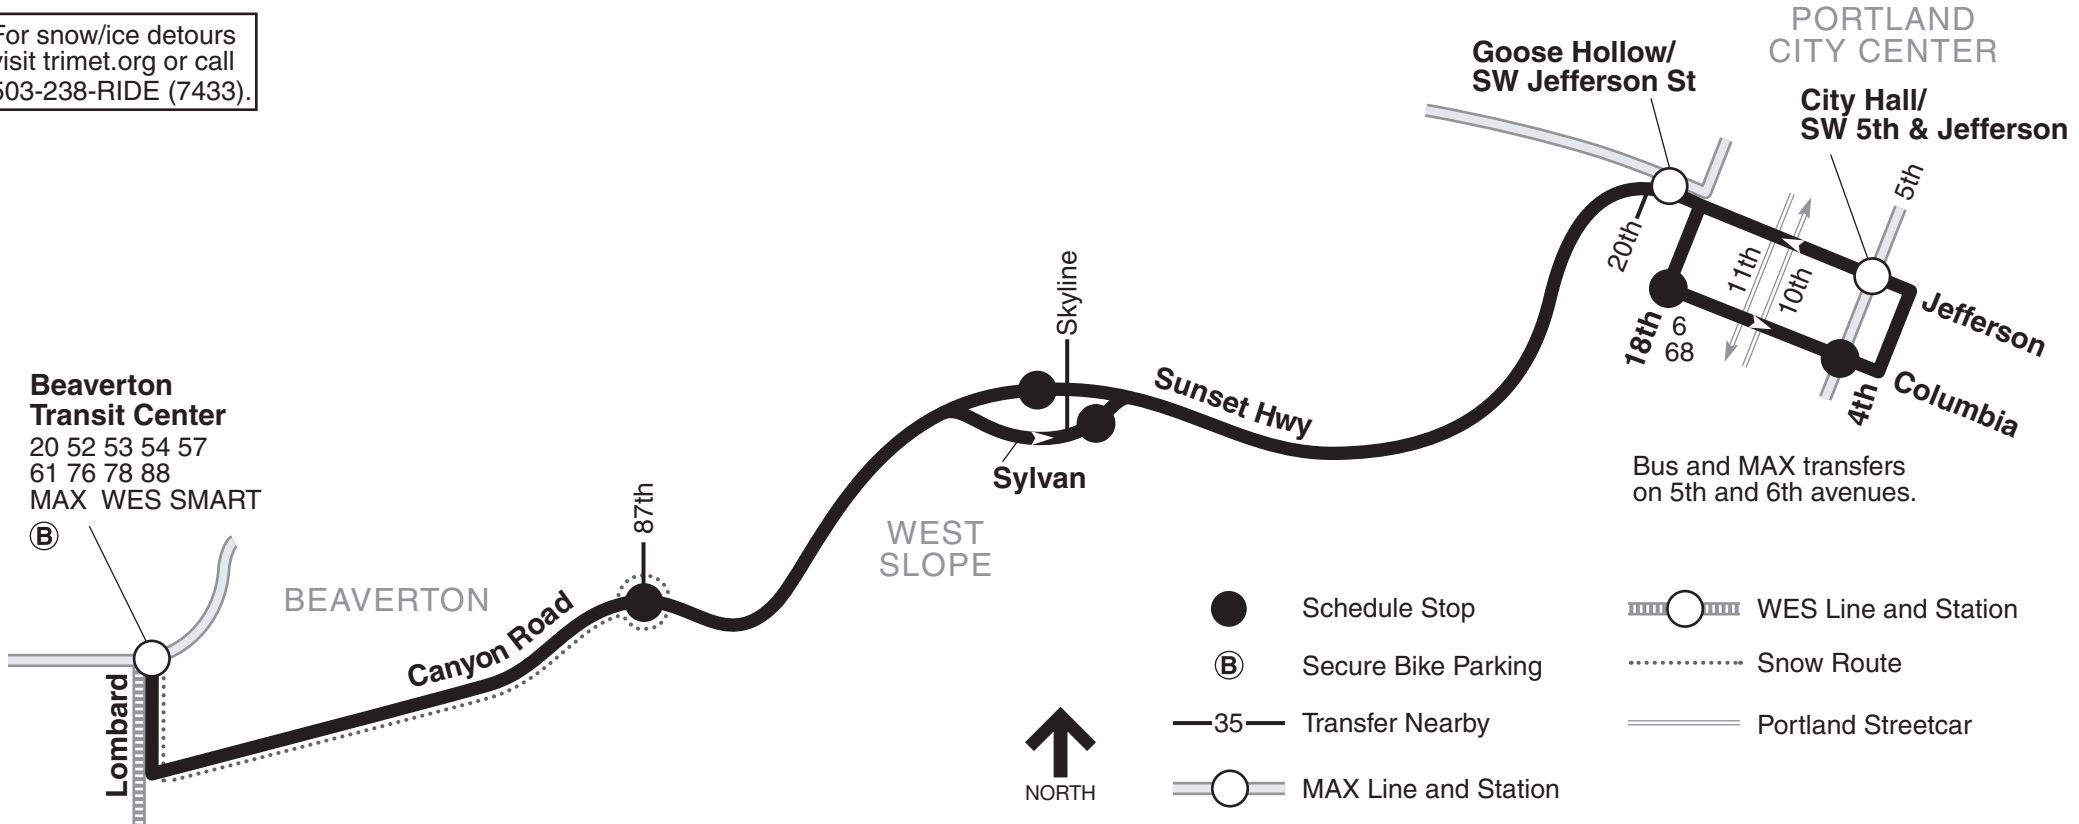 For snow/ice detours
visit trimet.org or call
503-238-RIDE (7433).
PORTLAND
CITY CENTER
Goose Hollow/
SW Jefferson St
City Hall/
SW 5th & Jefferson
5th
20th
11th
10th
Jefferson
18th
6
68
4th
Columbia
Bus and MAX transfers
on 5th and 6th avenues.
Skyline
Sunset Hwy
Sylvan
WEST
SLOPE
87th
Beaverton
Transit Center
20 52 53 54 57
61 76 78 88
MAX WES SMART
B
BEAVERTON
Canyon Road
Lombard
NORTH
Schedule Stop
B Secure Bike Parking
35 Transfer Nearby
MAX Line and Station
WES Line and Station
Snow Route
Portland Streetcar